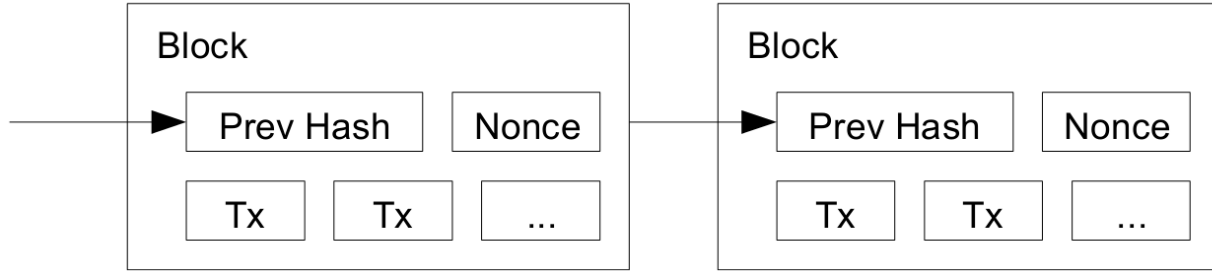 Block
Prev Hash
Nonce
Tx
Tx
...
Block
Prev Hash
Nonce
Tx
Tx
...